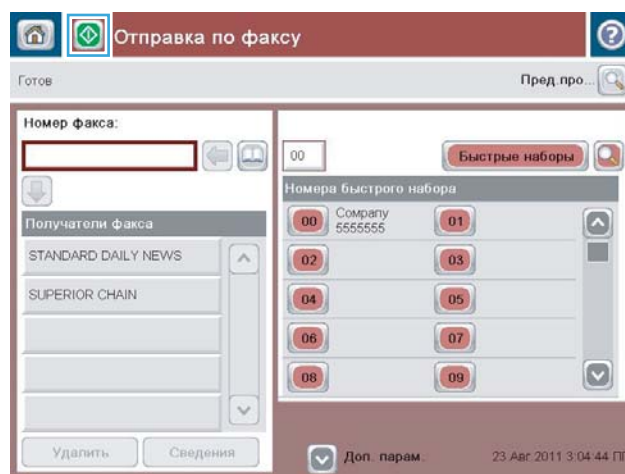 Отправка по факсу
?
Готов
Пред.про...
Номер факса:
00
Быстрые наборы
Номера быстрого набора
Получатели факса
00 Company 5555555 01
STANDARD DAILY NEWS
02 03
SUPERIOR CHAIN
04 05
06 07
08 09
Удалить
Сведения
Доп. парам.
23 Авг 2011 3:04:44 ПП